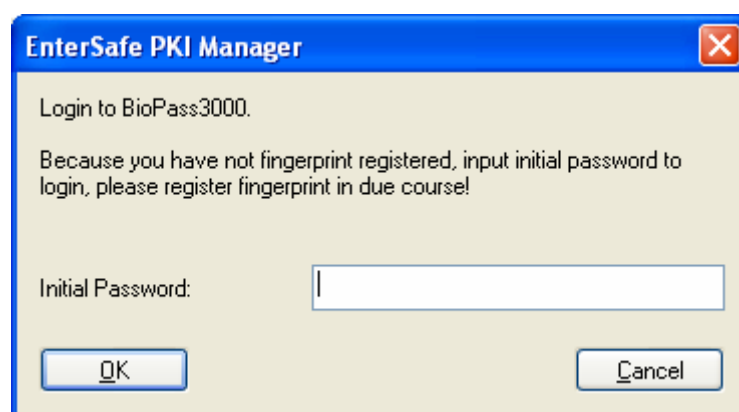 EnterSafe PKI Manager
Login to BioPass3000.
Because you have not fingerprint registered, input initial password to
login, please register fingerprint in due course!
Initial Password:
OK
Cancel